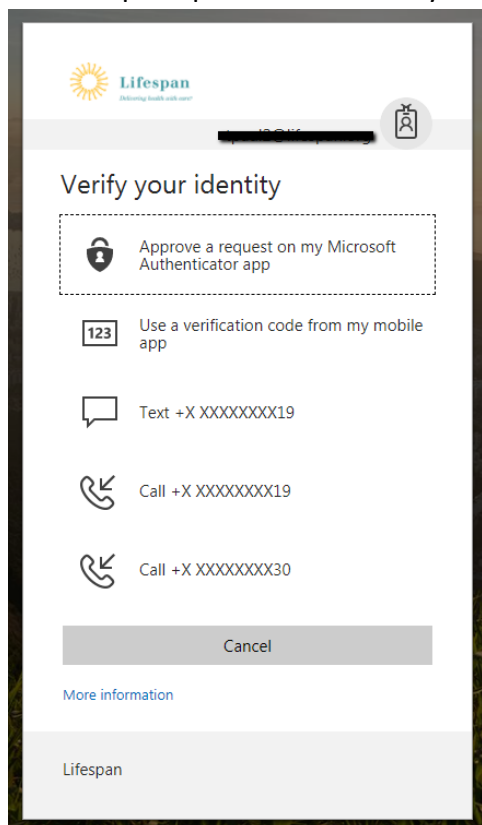 Lifespan
Delivering health with care®
Verify your identity
Approve a request on my Microsoft
Authenticator app
123
Use a verification code from my mobile
app
Text +X XXXXXXXX19
Call +X XXXXXXXX19
Call +X XXXXXXXX30
Cancel
More information
Lifespan